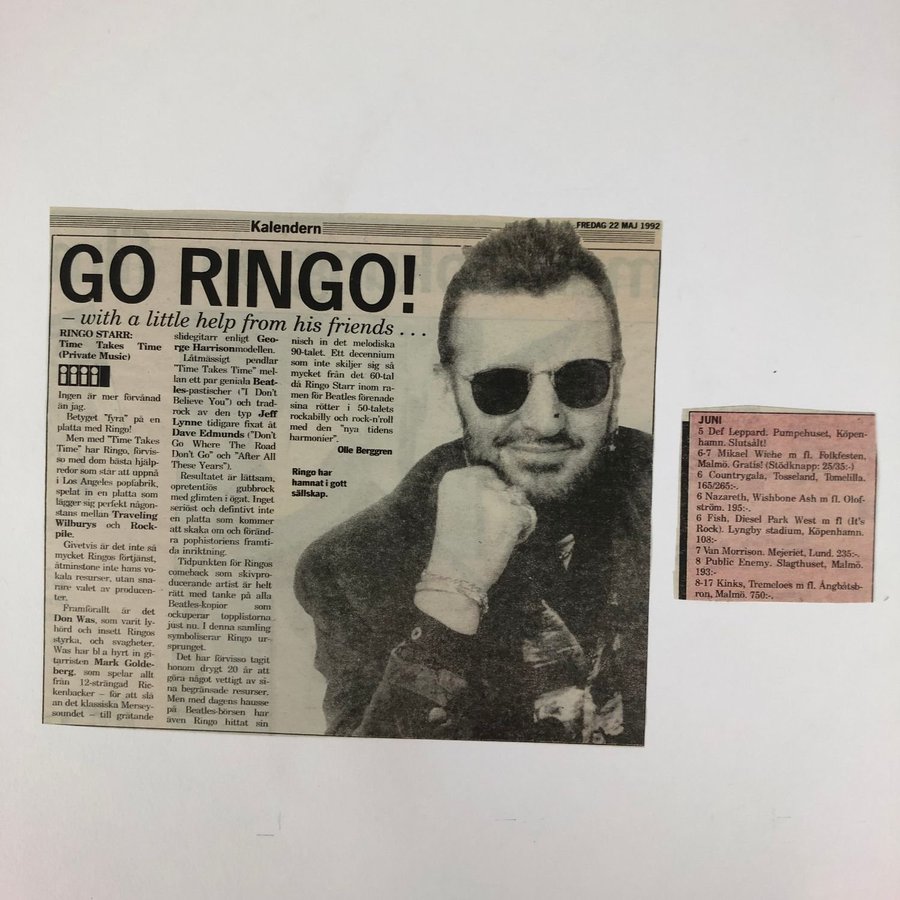 Kalendern
FREDAG 22 MAJ 1992
GO RINGO!
– with a little help from his friends . . .
RINGO STARR:
Time Takes Time
(Private Music)
Ingen är mer förvånad
än jag.
Betyget "fyra" på en
platta med Ringo!
Men med "Time Takes
Time" har Ringo, förvis-
so med dom bästa hjälp-
redor som står att uppnå
i Los Angeles popfabrik,
spelat in en platta som
lägger sig perfekt någon-
stans mellan Traveling
Wilburys och Rock-
pile.
Givetvis är det inte så
mycket Ringos förtjänst,
åtminstone inte hans vo-
kala resurser, utan sna-
rare valet av producen-
ter.
Framförallt är det
Don Was, som varit ly-
hörd och insett Ringos
styrka, och svagheter.
Was har bl a hyrt in gi-
tarristen Mark Golde-
berg, som spelar allt
från 12-strängad Ric-
kenbacker – för att slå
an det klassiska Mersey-
soundet – till gråtande
slidegitarr enligt Geo-
rge Harrisonmodellen.
Låtmässigt pendlar
"Time Takes Time" mel-
lan ett par geniala Beat-
les-pastischer ("I Don't
Believe You") och trad-
rock av den typ Jeff
Lynne tidigare fixat åt
Dave Edmunds ("Don't
Go Where The Road
Don't Go" och "After All
These Years").
Resultatet är lättsam,
opretentiös gubbrock
med glimten i ögat. Inget
seriöst och defintivt inte
en platta som kommer
att skaka om och föränd-
ra pophistoriens framti-
da inriktning.
Tidpunkten för Ringos
comeback som skivpro-
ducerande artist är helt
rätt med tanke på alla
Beatles-kopior som
ockuperar topplistorna
just nu. I denna samling
symboliserar Ringo ur-
sprunget.
Det har förvisso tagit
honom drygt 20 år att
göra något vettigt av si-
na begränsade resurser.
Men med dagens hausse
på Beatles-börsen har
även Ringo hittat sin
nisch i det melodiska
90-talet. Ett decennium
som inte skiljer sig så
mycket från det 60-tal
då Ringo Starr inom ra-
men för Beatles förenade
sina rötter i 50-talets
rockabilly och rock-n'roll
med den "nya tidens
harmonier".
Olle Berggren
Ringo har
hamnat i gott
sällskap.
JUNI
5 Def Leppard. Pumpehuset, Köpen-
hamn. Slutsålt!
6-7 Mikael Wiehe m fl. Folkfesten,
Malmö. Gratis! (Stödknapp: 25/35:-)
6 Countrygala, Tosseland, Tomelilla.
165/265:-.
6 Nazareth, Wishbone Ash m fl. Olof-
ström. 195:-.
6 Fish, Diesel Park West m fl (It's
Rock). Lyngby stadium, Köpenhamn.
108:-
7 Van Morrison. Mejeriet, Lund. 235:-.
8 Public Enemy. Slagthuset, Malmö.
193:-
8-17 Kinks, Tremeloes m fl. Ångbåtsb-
ron, Malmö. 750:-.